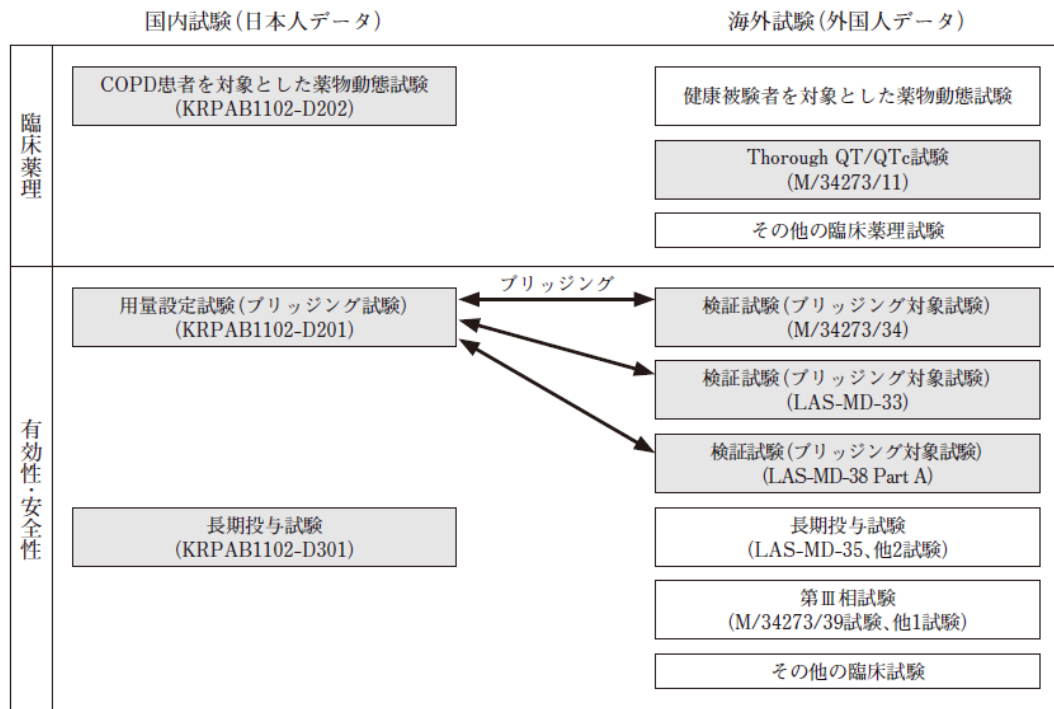 国内試験(日本人データ)
海外試験(外国人データ)
臨床薬理
COPD患者を対象とした薬物動態試験
(KRPAB1102-D202)
健康被験者を対象とした薬物動態試験
Thorough QT/QTc試験
(M/34273/11)
その他の臨床薬理試験
有効性・安全性
用量設定試験(ブリッジング試験)
(KRPAB1102-D201)
ブリッジング
検証試験(ブリッジング対象試験)
(M/34273/34)
検証試験(ブリッジング対象試験)
(LAS-MD-33)
検証試験(ブリッジング対象試験)
(LAS-MD-38 Part A)
長期投与試験
(KRPAB1102-D301)
長期投与試験
(LAS-MD-35、他2試験)
第Ⅲ相試験
(M/34273/39試験、他1試験)
その他の臨床試験